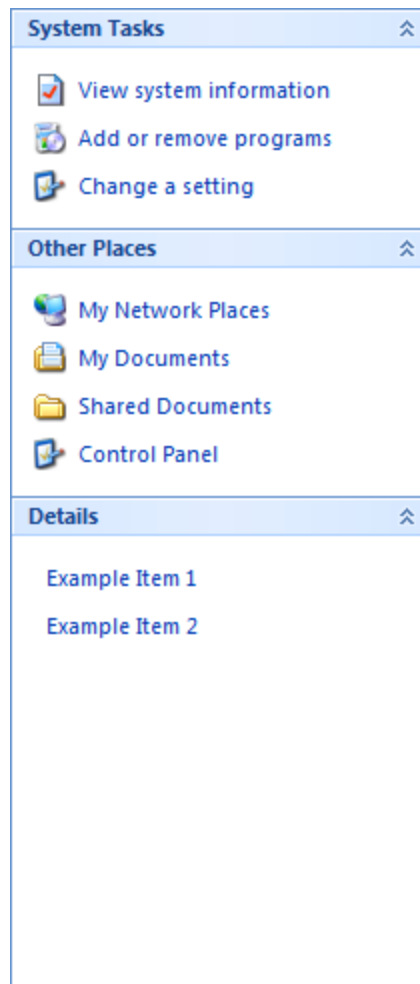 System Tasks
View system information
Add or remove programs
Change a setting
Other Places
My Network Places
My Documents
Shared Documents
Control Panel
Details
Example Item 1
Example Item 2